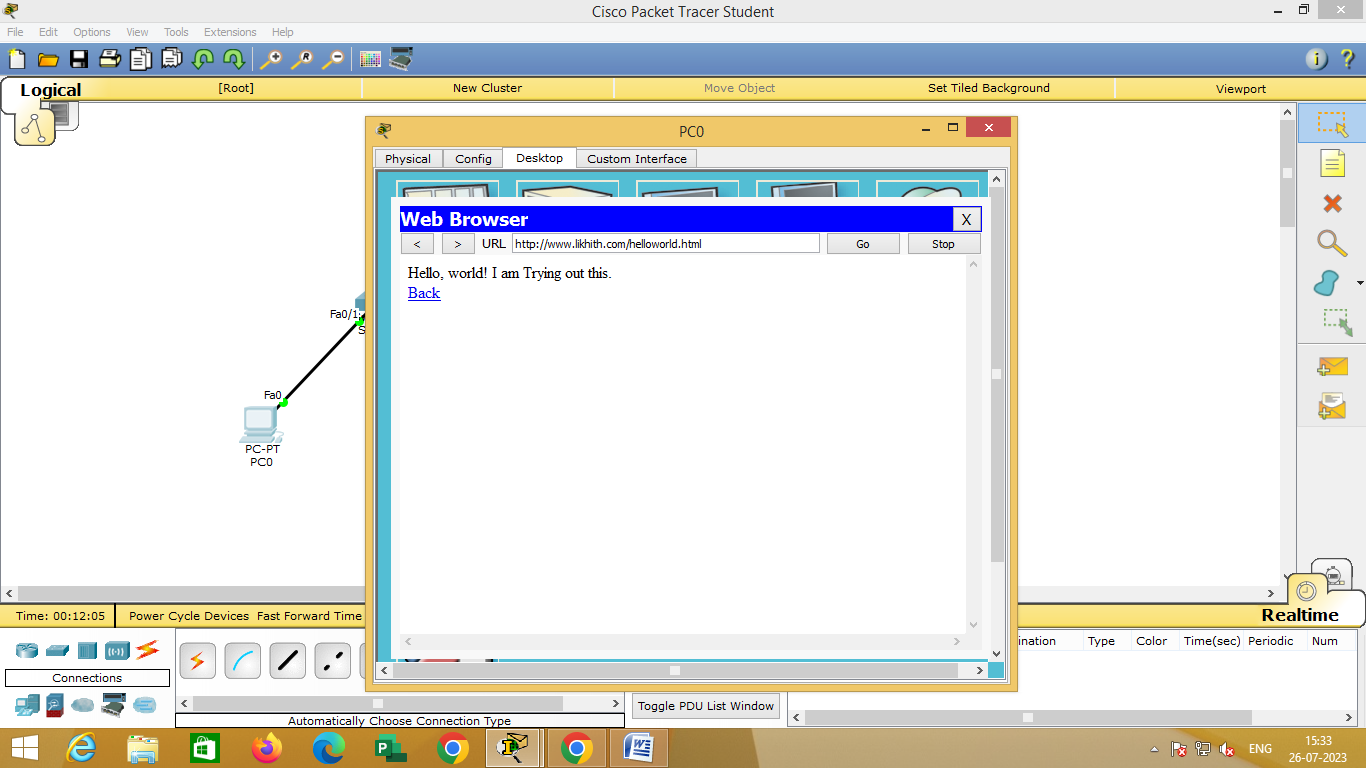 Cisco Packet Tracer Student
File Edit Options View Tools Extensions Help
Logical [Root] New Cluster Move Object Set Tiled Background Viewport
PC0
Physical Config Desktop Custom Interface
Web Browser X
< > URL http://www.likhith.com/helloworld.html Go Stop
Hello, world! I am Trying out this.
Back
Fa0/1
S
Fa0
PC-PT
PC0
Time: 00:12:05 Power Cycle Devices Fast Forward Time Realtime
ination Type Color Time(sec) Periodic Num
Connections
Toggle PDU List Window
Automatically Choose Connection Type
ENG 15:33
26-07-2023